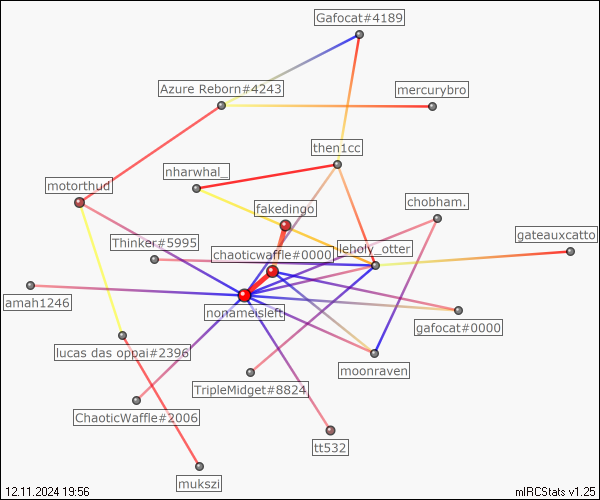 Gafocat#4189
Azure Reborn#4243
mercurybro
then1cc
nharwhal_
motorthud
chobham.
fakedingo
Thinker#5995
chaoticwaffle#0000
gateauxcatto
amah1246
nonameisleft
gafocat#0000
lucas das oppai#2396
moonraven
TripleMidget#8824
ChaoticWaffle#2006
tt532
mukszi
12.11.2024 19:56
mIRCStats v1.25